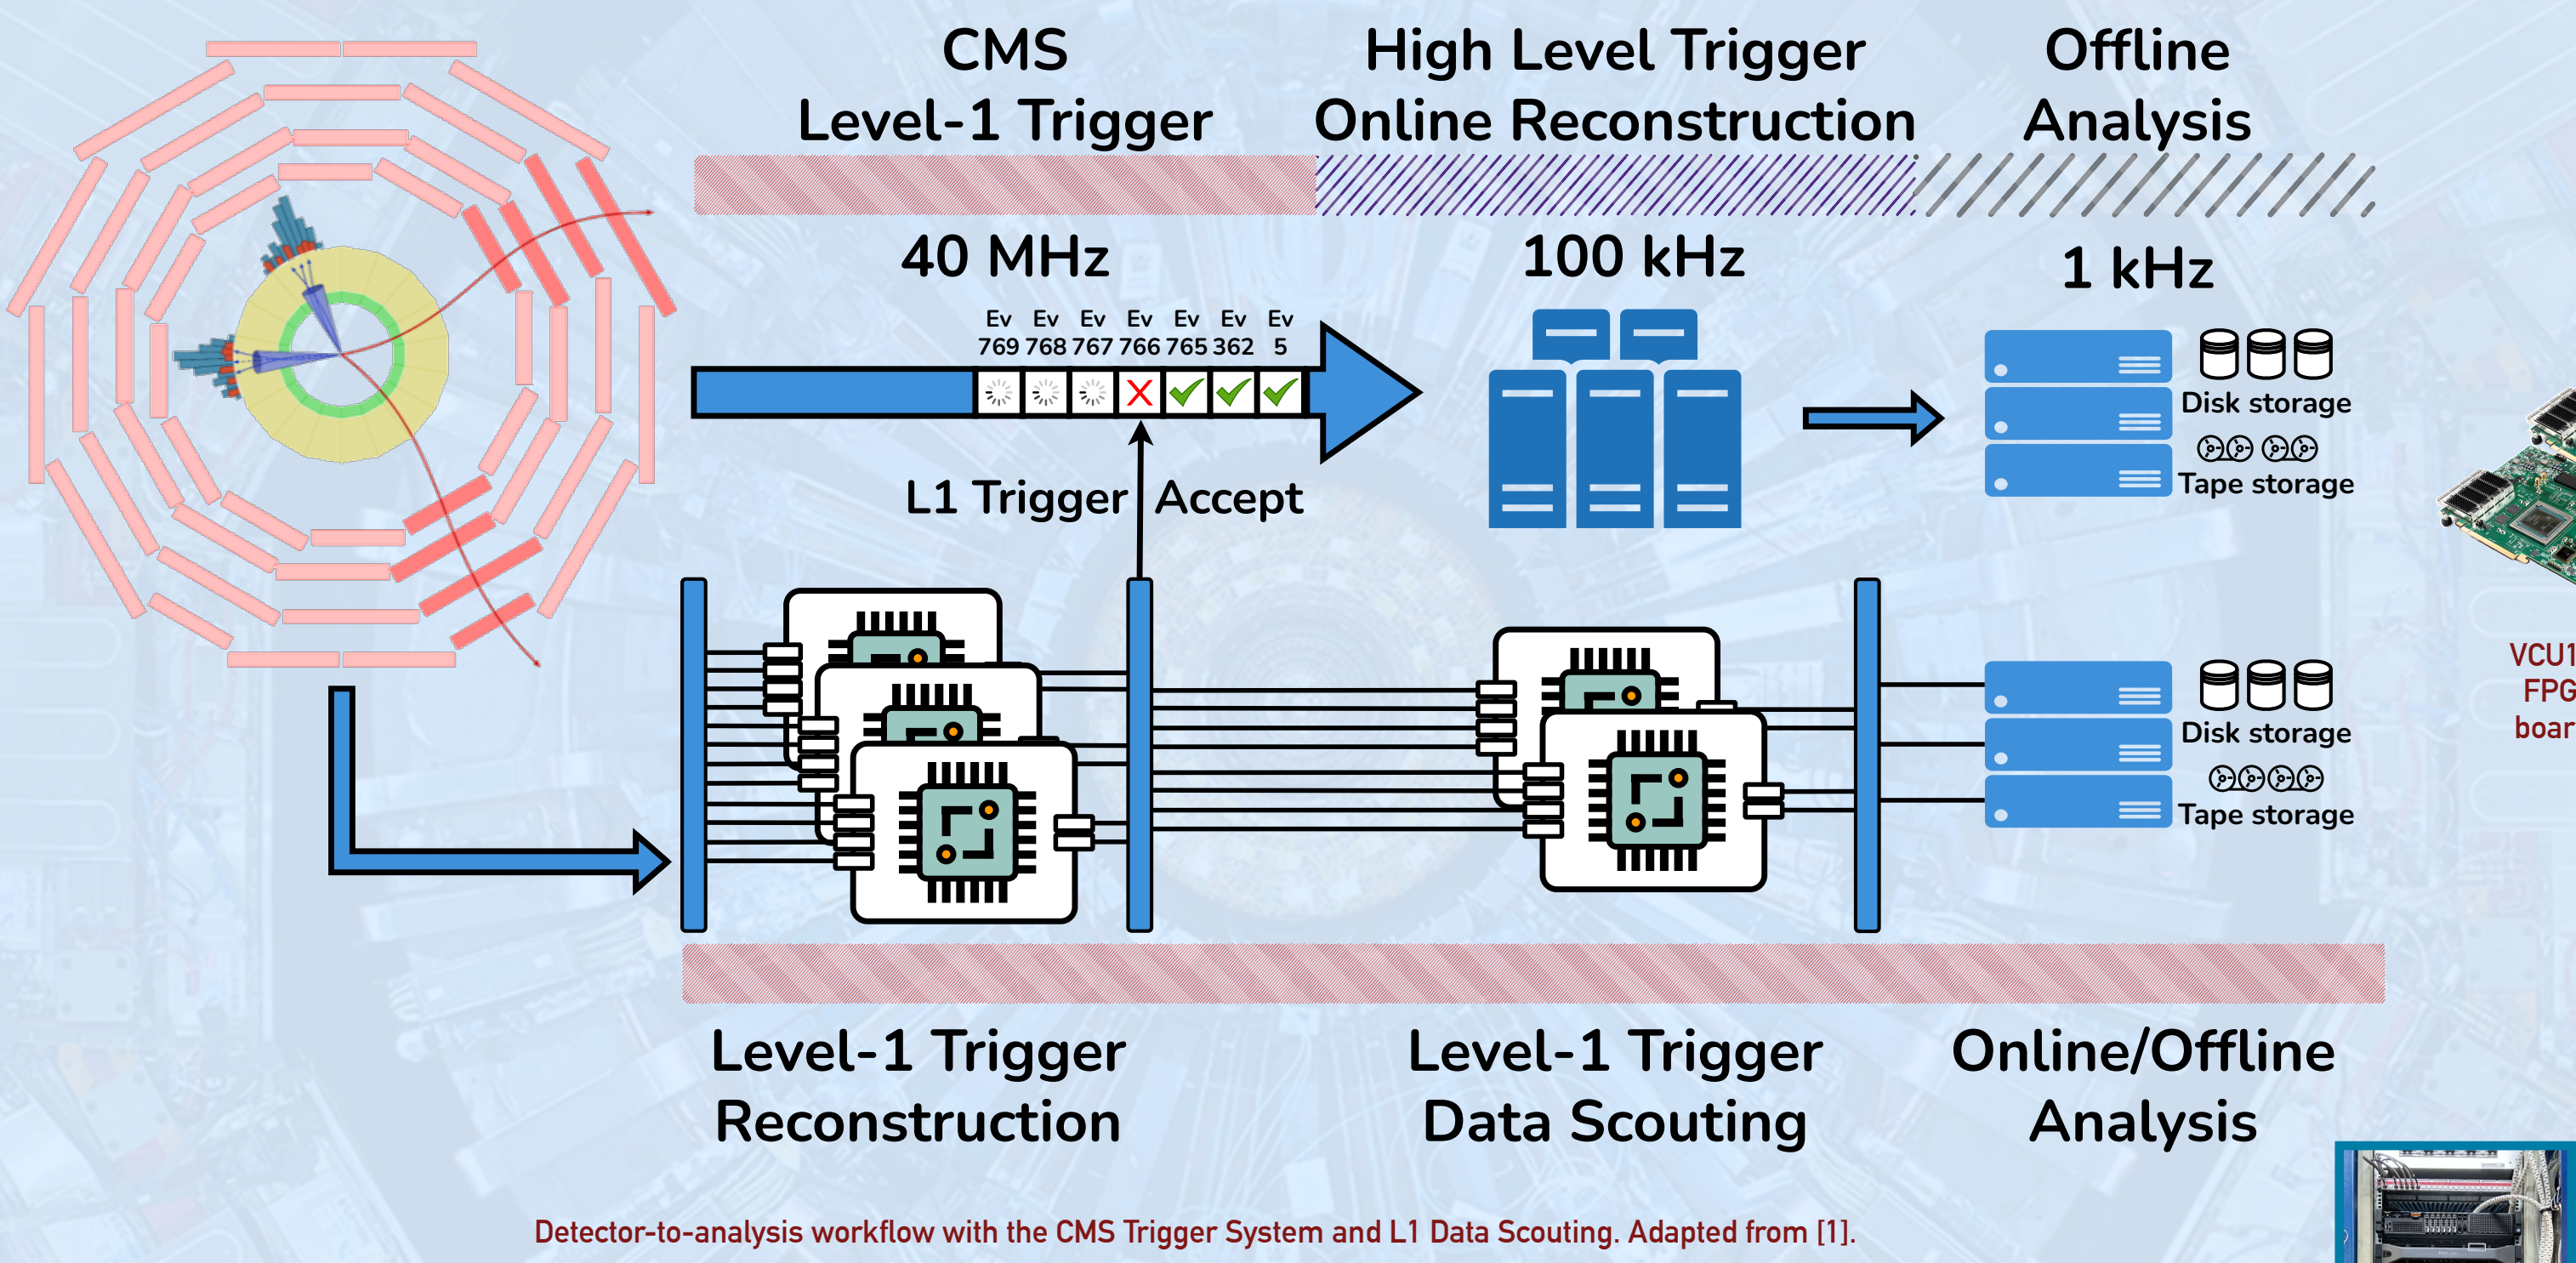 CMS
Level-1 Trigger
High Level Trigger
Online Reconstruction
Offline
Analysis
40 MHz
100 kHz
1 kHz
Ev Ev Ev Ev Ev Ev Ev
769 768 767 766 765 362 5
Disk storage
Tape storage
L1 Trigger Accept
VCU1
FPG
boar
Disk storage
Tape storage
Level-1 Trigger
Reconstruction
Level-1 Trigger
Data Scouting
Online/Offline
Analysis
Detector-to-analysis workflow with the CMS Trigger System and L1 Data Scouting. Adapted from [1].